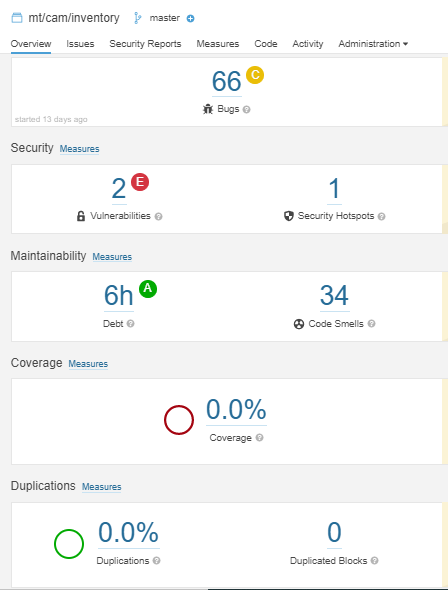 mt/cam/inventory master
Overview Issues Security Reports Measures Code Activity Administration
66 C
Bugs ?
started 13 days ago
Security Measures
2 E 1
Vulnerabilities ? Security Hotspots ?
Maintainability Measures
6h A 34
Debt ? Code Smells ?
Coverage Measures
0.0%
Coverage ?
Duplications Measures
0.0% 0
Duplications ? Duplicated Blocks ?